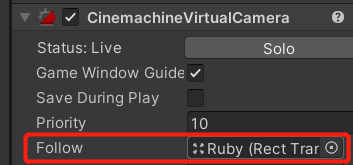 CinemachineVirtualCamera
Status: Live Solo
Game Window Guide
Save During Play
Priority 10
Follow Ruby (Rect Trar